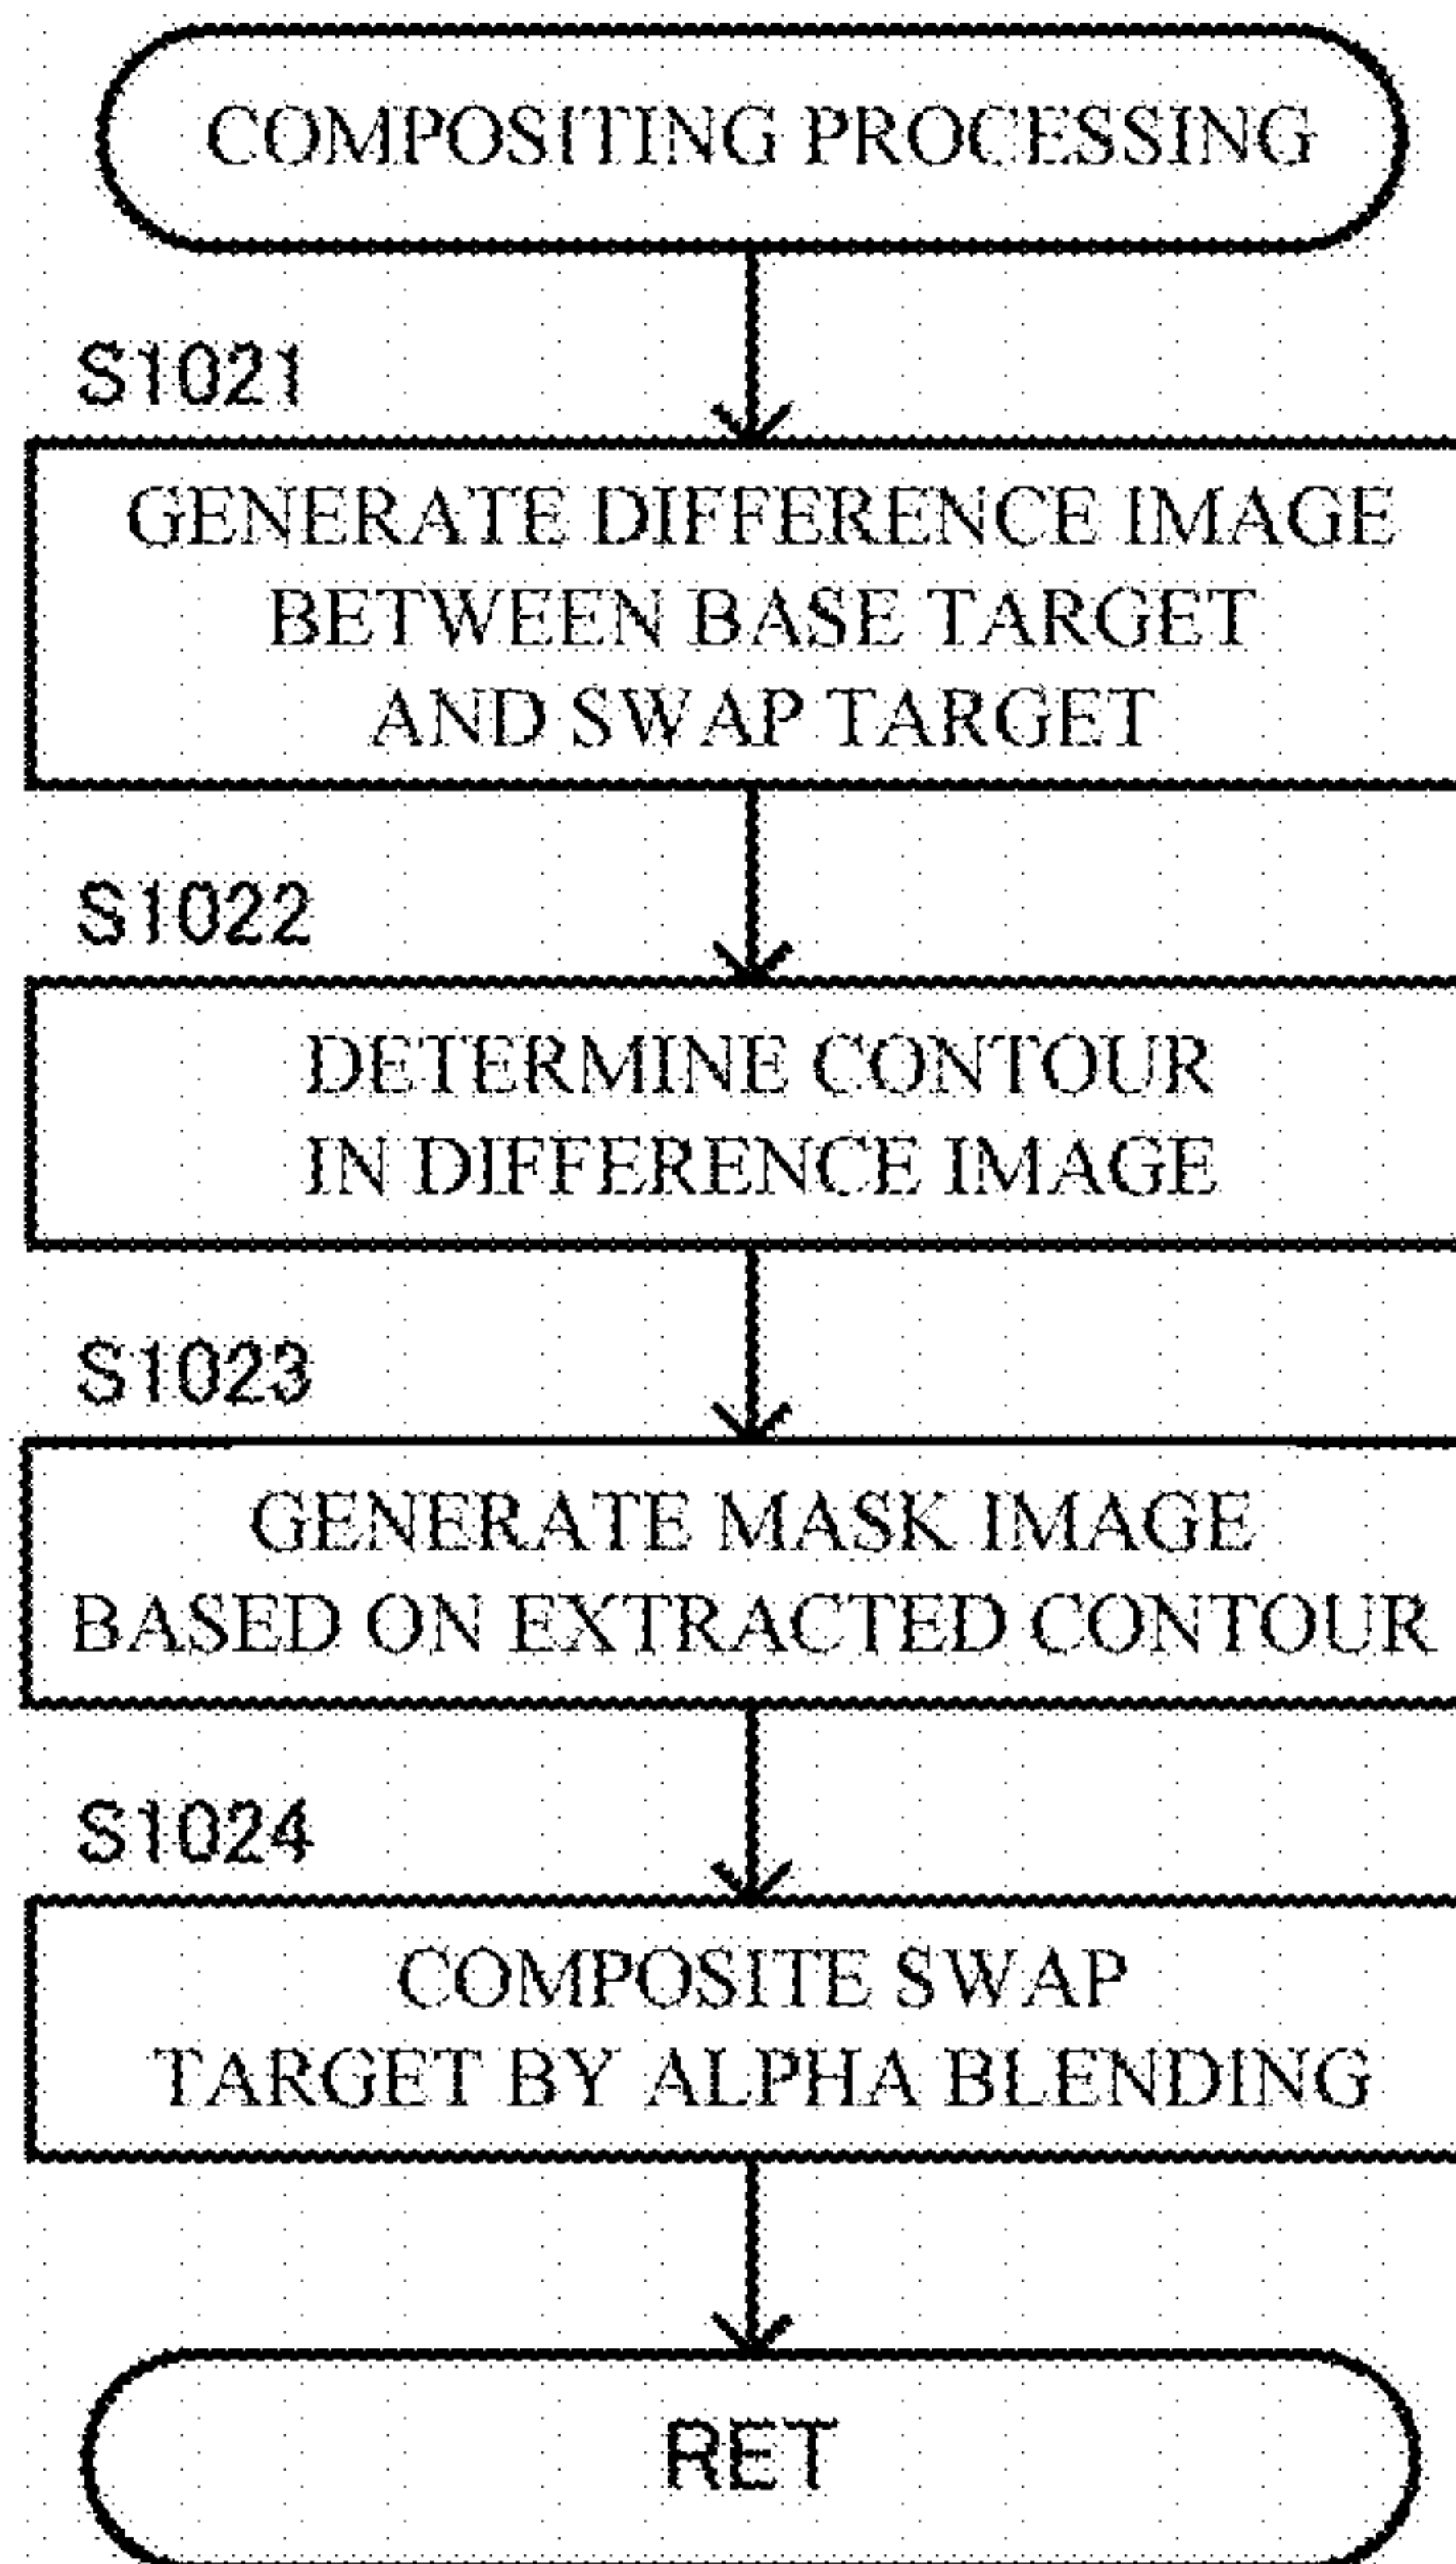 COMPOSITING PROCESSING
S1021
GENERATE DIFFERENCE IMAGE
BETWEEN BASE TARGET
AND SWAP TARGET
S1022
DETERMINE CONTOUR
IN DIFFERENCE IMAGE
S1023
GENERATE MASK IMAGE
BASED ON EXTRACTED CONTOUR
S1024
COMPOSITE SWAP
TARGET BY ALPHA BLENDING
RET